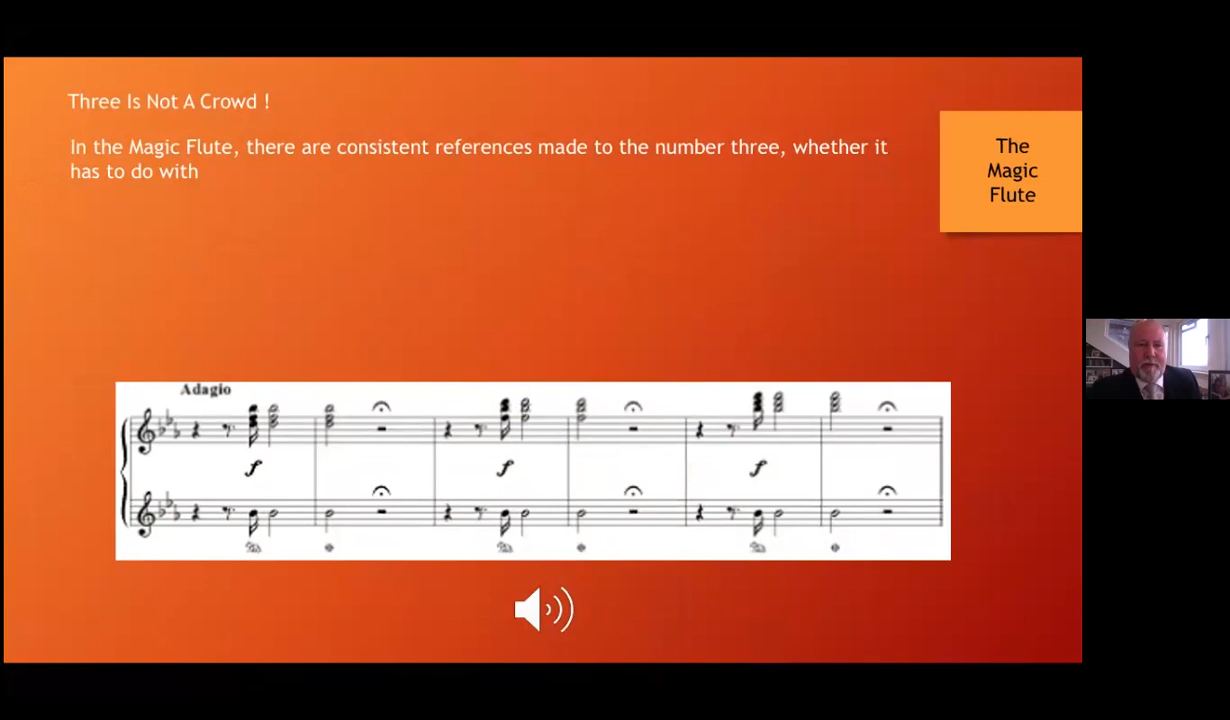 Three Is Not A Crowd !
In the Magic Flute, there are consistent references made to the number three, whether it
has to do with
The
Magic
Flute
Adagio
f f f